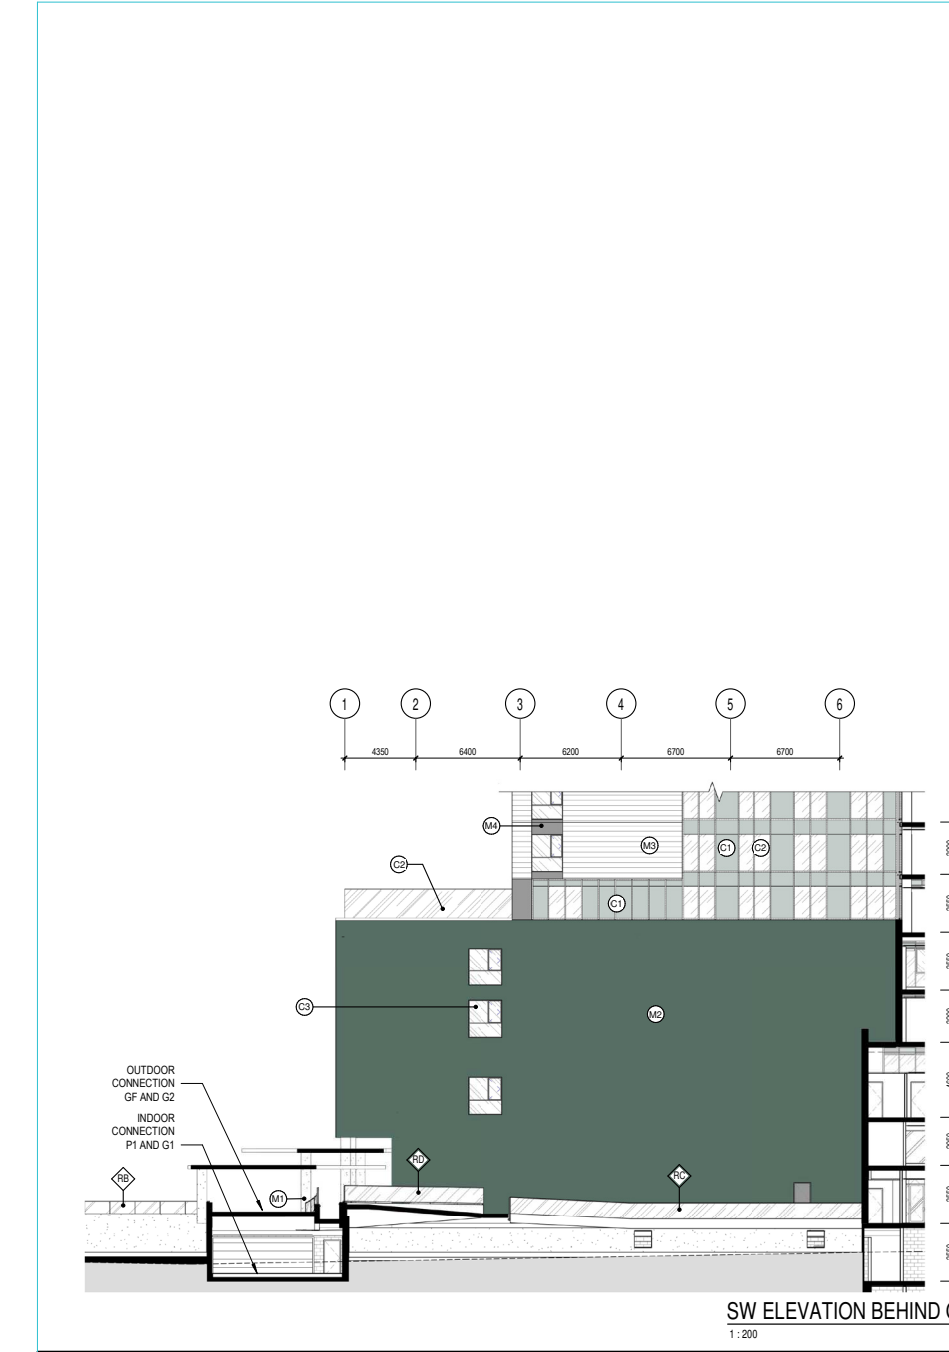 1 2 3 4 5 6
4350 6400 6200 6700 6700
M4
M3 C1 C2
C2
C1
C3
M2
OUTDOOR
CONNECTION
GF AND G2
INDOOR
CONNECTION
P1 AND G1
RD
RB
RC
M1
SW ELEVATION BEHIND
1 : 200